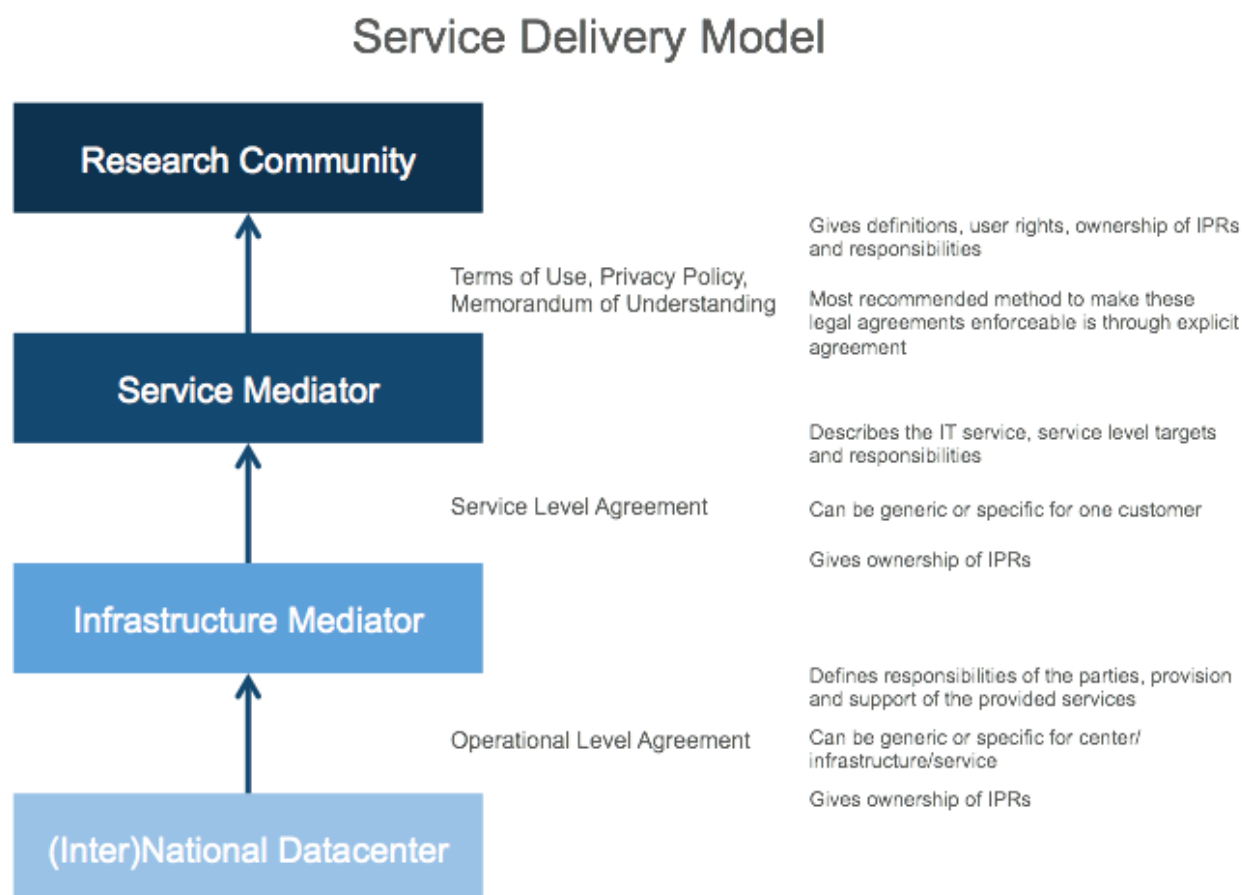 Service Delivery Model
Research Community
Gives definitions, user rights, ownership of IPRs
and responsibilities
Terms of Use, Privacy Policy,
Memorandum of Understanding
Most recommended method to make these
legal agreements enforceable is through explicit
agreement
Service Mediator
Describes the IT service, service level targets
and responsibilities
Service Level Agreement
Can be generic or specific for one customer
Gives ownership of IPRs
Infrastructure Mediator
Defines responsibilities of the parties, provision
and support of the provided services
Operational Level Agreement
Can be generic or specific for center/
infrastructure/service
Gives ownership of IPRs
(Inter)National Datacenter